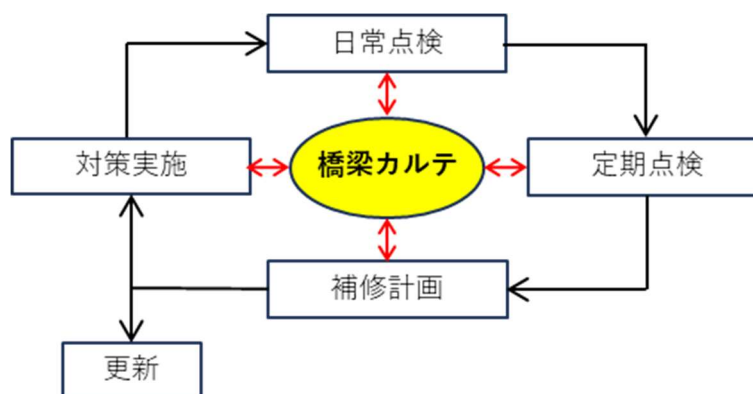 日常点検
対策実施
橋梁カルテ
定期点検
補修計画
更新